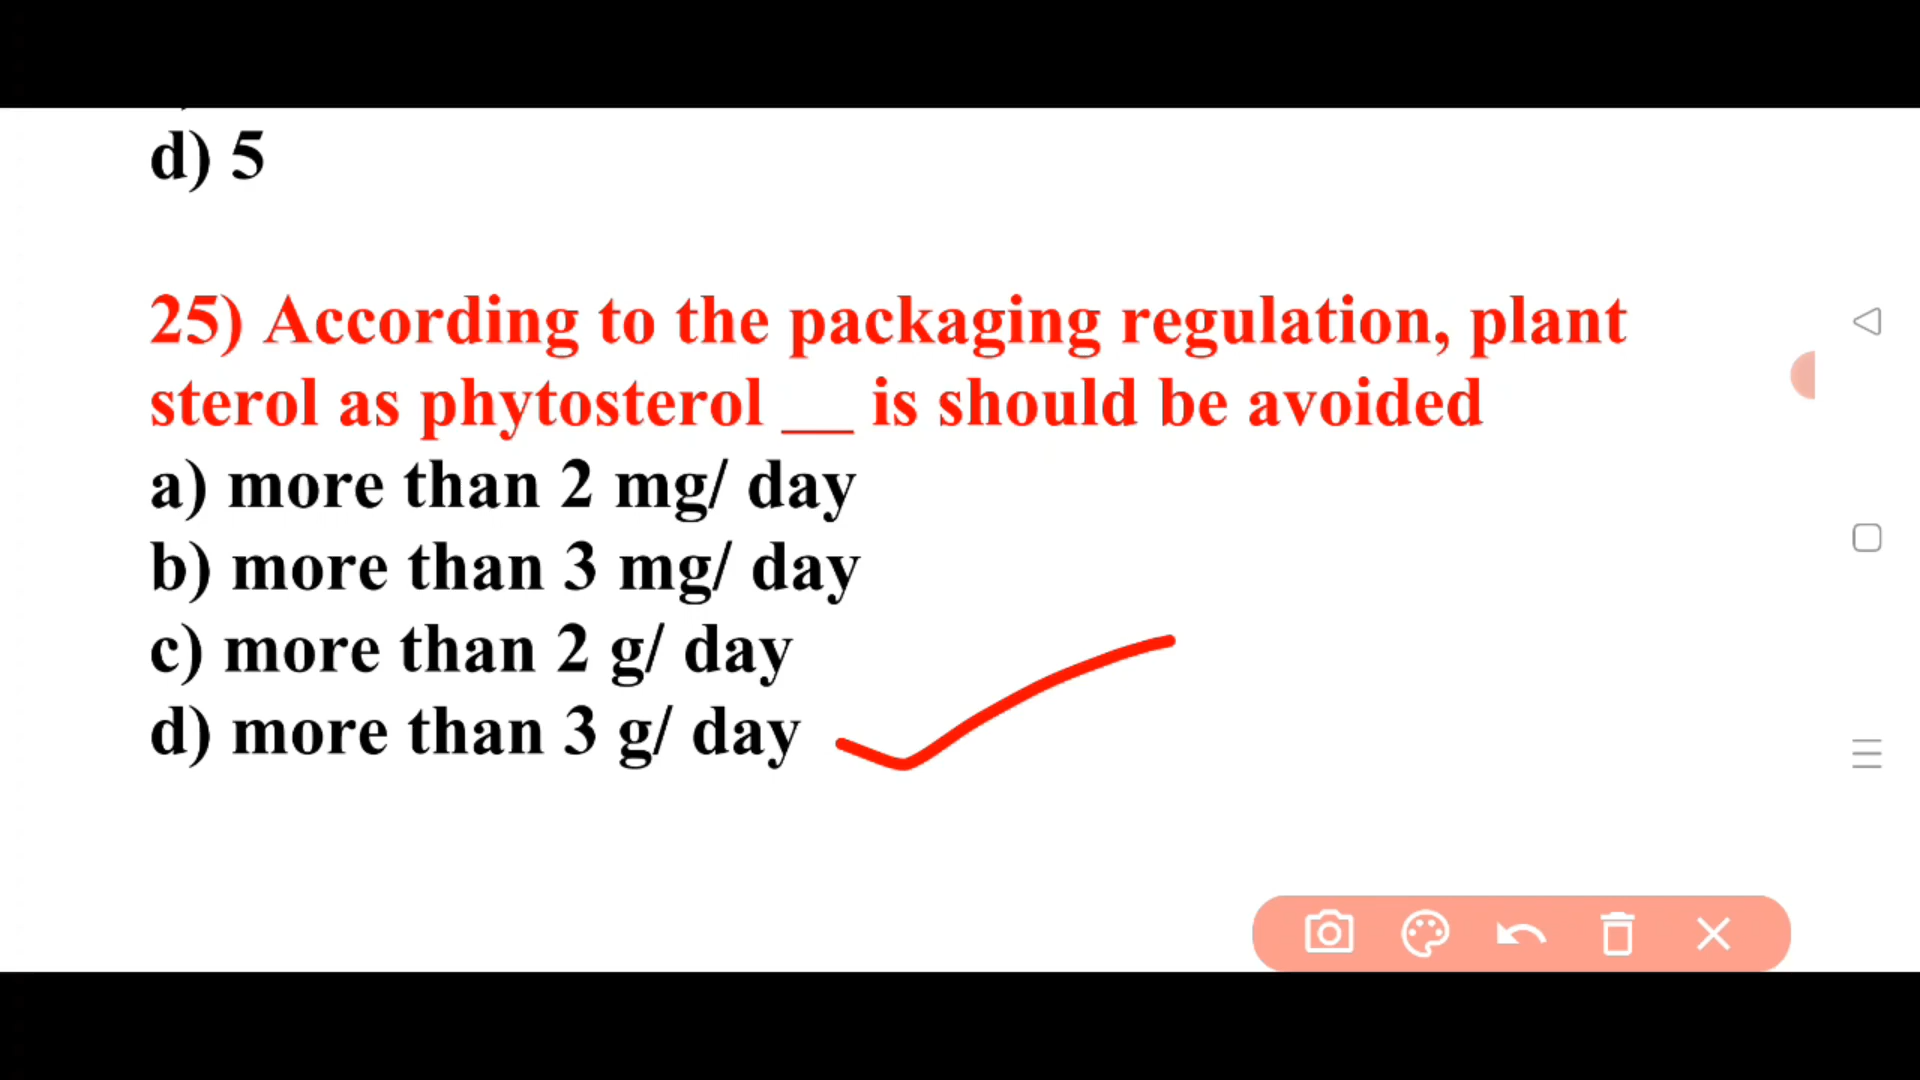 d) 5
25) According to the packaging regulation, plant
sterol as phytosterol __ is should be avoided
a) more than 2 mg/ day
b) more than 3 mg/ day
c) more than 2 g/ day
d) more than 3 g/ day